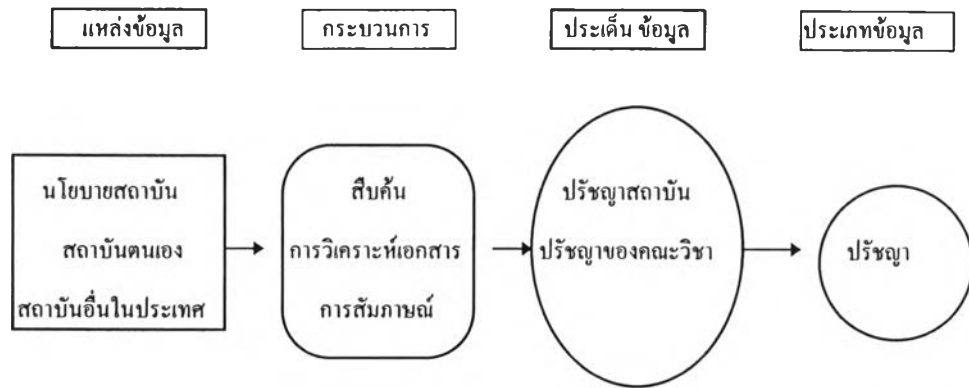 แหล่งข้อมูล
กระบวนการ
ประเด็น ข้อมูล
ประเภทข้อมูล
นโยบายสถาบัน
สถาบันตนเอง
สถาบันอื่นในประเทศ
สืบค้น
การวิเคราะห์เอกสาร
การสัมภาษณ์
ปรัชญาสถาบัน
ปรัชญาของคณะวิชา
ปรัชญา